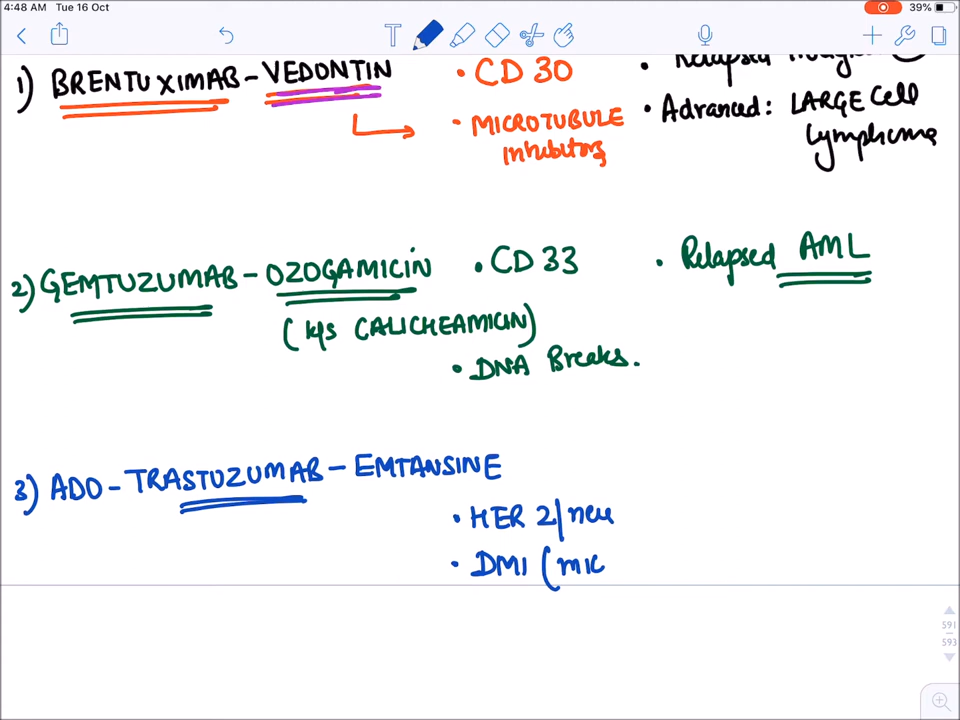 4:48 AM Tue 16 Oct
39%
T
1) BRENTUXIMAB - VEDONTIN
• CD 30
• Relapsed
• MICROTUBULE
Inhibitors
• Advanced: LARGE Cell
Lymphoma
2) GEMTUZUMAB - OZOGAMICIN
• CD 33
• Relapsed AML
(k/s CALICHEAMICIN)
• DNA Breaks.
3) ADO - TRASTUZUMAB - EMTANSINE
• HER 2/neu
• DM1 (MIC
591
593